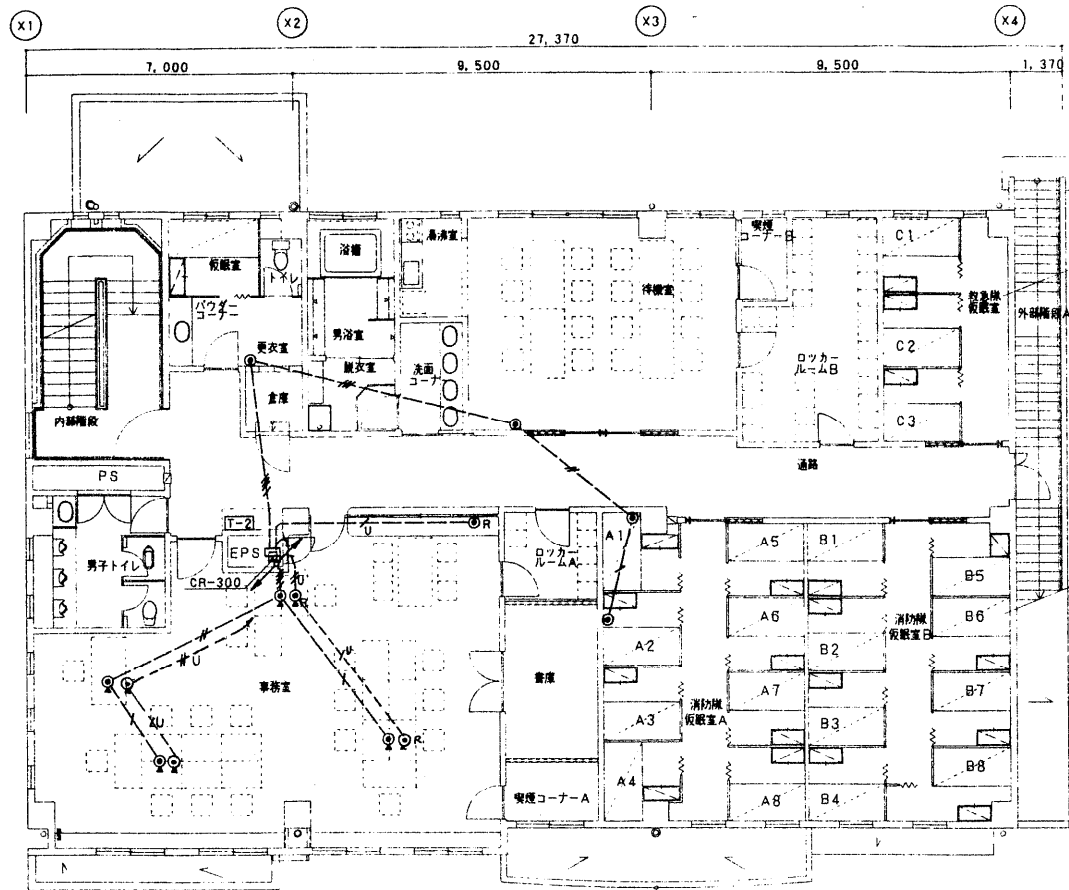 X1
X2
X3
X4
27,370
7,000
9,500
9,500
1,370
仮眠室
トイレ
パウダー
コーナー
浴槽
男浴室
脱衣室
更衣室
倉庫
湯沸室
洗面
コーナー
待機室
喫煙
コーナーB
ロッカー
ルームB
C1
C2
C3
救急隊
仮眠室
外部階段A
内部階段
PS
通路
T-2
EPS
CR-300
男子トイレ
U
R
ロッカー
ルームA
A1
A2
A3
A4
A5
A6
A7
A8
B1
B2
B3
B4
B5
B6
B7
B8
消防隊
仮眠室B
消防隊
仮眠室A
U
R
U
U
U
R
事務室
書庫
喫煙コーナーA